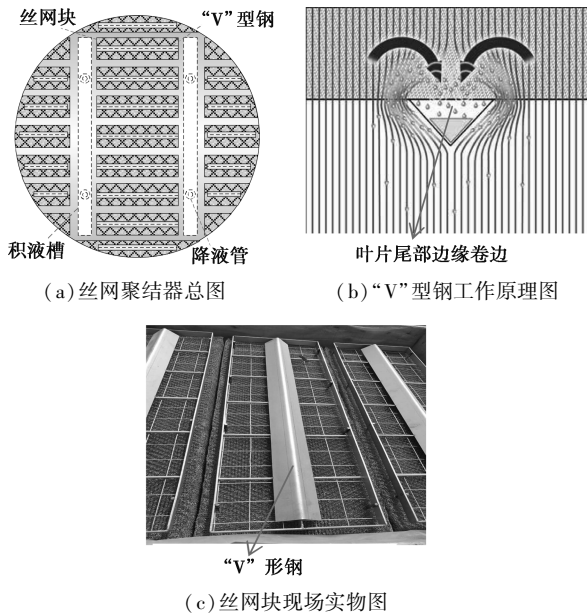 丝网块
“V”型钢
积液槽
降液管
(a)丝网聚结器总图
叶片尾部边缘卷边
(b)“V”型钢工作原理图
“V”形钢
(c)丝网块现场实物图